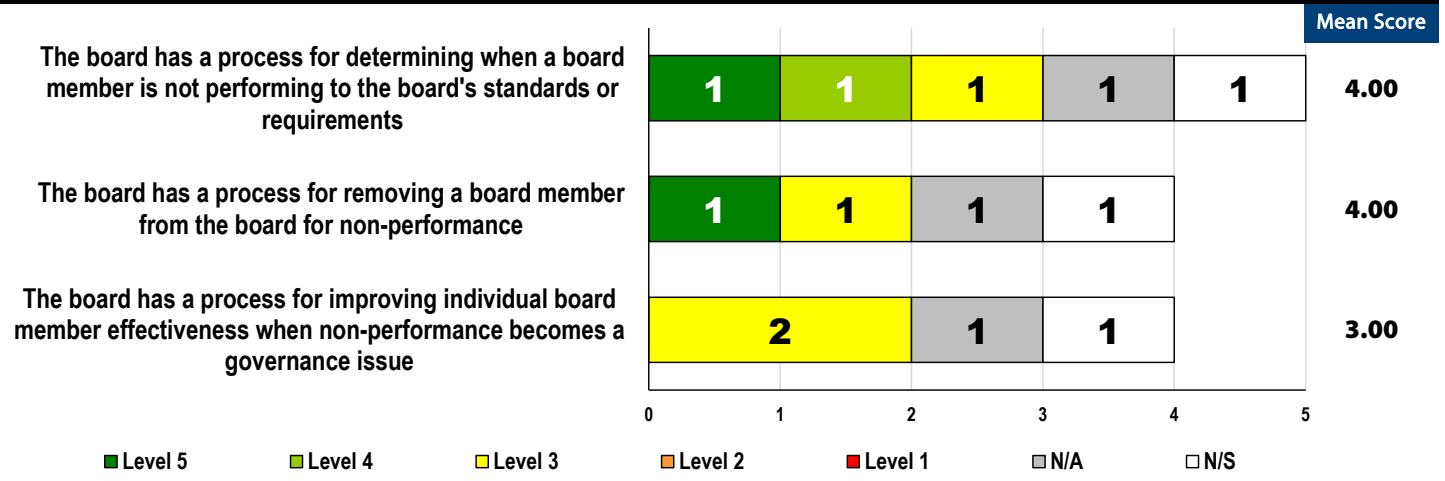 Mean Score
The board has a process for determining when a board
member is not performing to the board's standards or
requirements
1 1 1 1 1
4.00
The board has a process for removing a board member
from the board for non-performance
1 1 1 1
4.00
The board has a process for improving individual board
member effectiveness when non-performance becomes a
governance issue
2 1 1
3.00
0 1 2 3 4 5
Level 5 Level 4 Level 3 Level 2 Level 1 N/A N/S